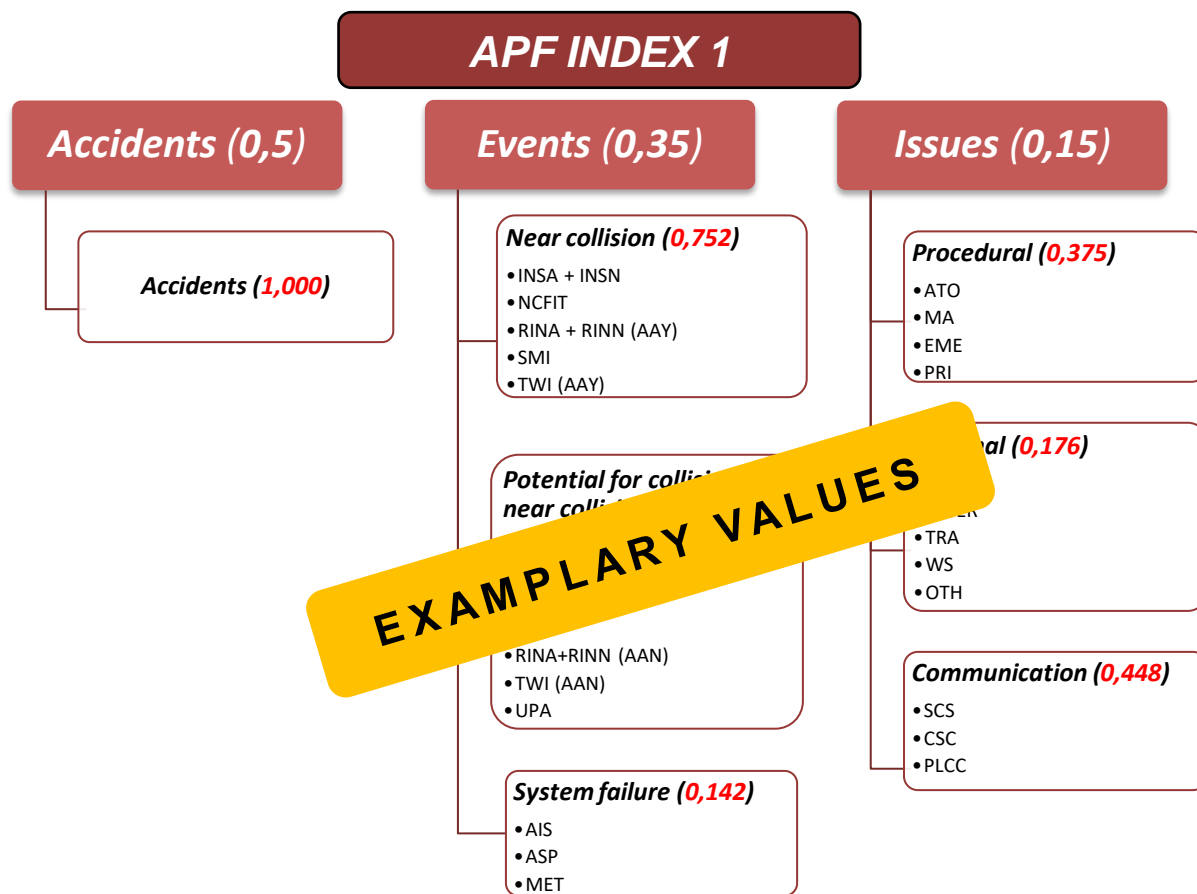 APF INDEX 1
Accidents (0,5)
Accidents (1,000)
Events (0,35)
Near collision (0,752)
•INSA + INSN
•NCFIT
•RINA + RINN (AAY)
•SMI
•TWI (AAY)
Potential for
near
•RINA+RINN (AAN)
•TWI (AAN)
•UPA
System failure (0,142)
•AIS
•ASP
•MET
Issues (0,15)
Procedural (0,375)
•ATO
•MA
•EME
•PRI
(0,176)
•TRA
•WS
•OTH
Communication (0,448)
•SCS
•CSC
•PLCC
EXAMPLARY VALUES